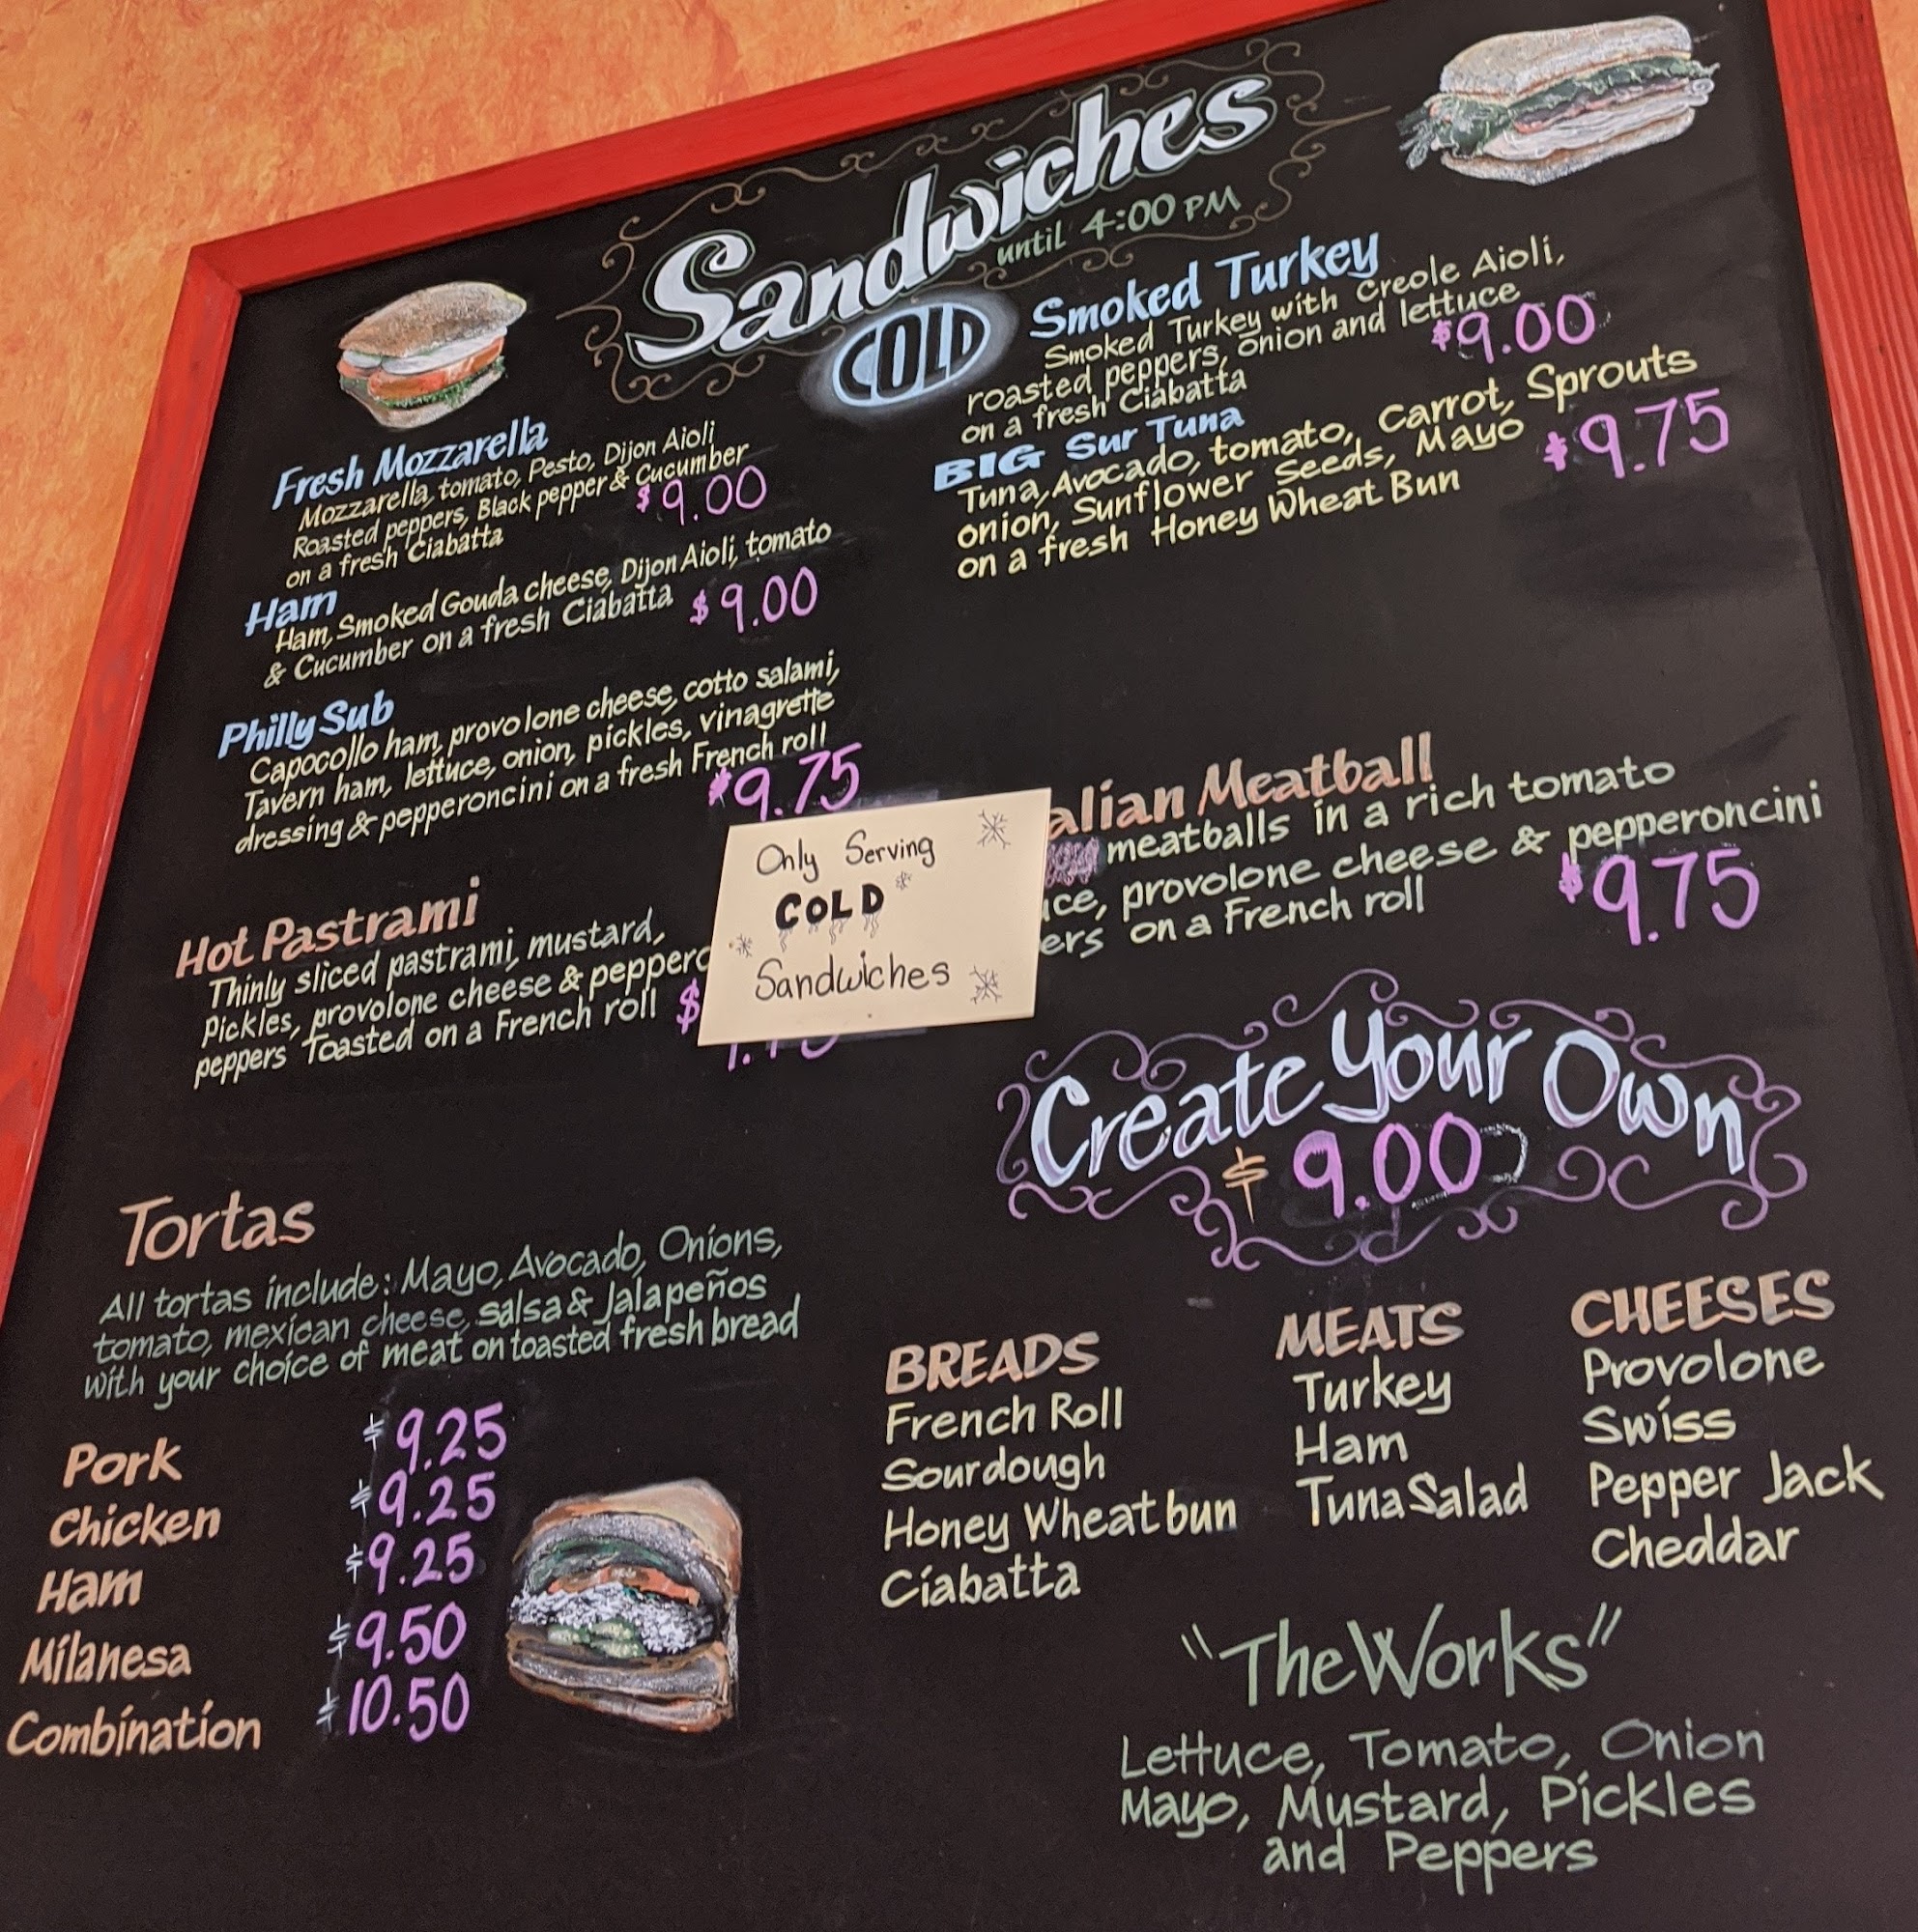 Sandwiches
until 4:00 PM
COLD
Fresh Mozzarella
Mozzarella, tomato, Pesto, Dijon Aioli
Roasted peppers, Black pepper & Cucumber
on a fresh Ciabatta
$9.00
Ham
Ham, Smoked Gouda cheese, Dijon Aioli, tomato
& Cucumber on a fresh Ciabatta $9.00
Philly Sub
Capocollo ham, provolone cheese, cotto salami,
Tavern ham, lettuce, onion, pickles, vinagrette
dressing & pepperoncini on a fresh French roll
$9.75
Smoked Turkey
Smoked Turkey with Creole Aioli,
roasted peppers, onion and lettuce
on a fresh Ciabatta
$9.00
BIG Sur Tuna
Tuna, Avocado, tomato, Carrot, Sprouts
onion, Sunflower Seeds, Mayo
on a fresh Honey Wheat Bun
$9.75
Only Serving
COLD
Sandwiches
Hot Pastrami
Thinly sliced pastrami, mustard,
Pickles, provolone cheese & pepperc
peppers Toasted on a French roll $
alian Meatball
meatballs in a rich tomato
uce, provolone cheese & pepperoncini
ers on a French roll
$9.75
Create Your Own
$9.00
Tortas
All tortas include: Mayo, Avocado, Onions,
tomato, mexican cheese, salsa & Jalapeños
with your choice of meat on toasted fresh bread
Pork $9.25
Chicken $9.25
Ham $9.25
Milanesa $9.50
Combination $10.50
BREADS
French Roll
Sourdough
Honey Wheat bun
Ciabatta
MEATS
Turkey
Ham
Tuna Salad
CHEESES
Provolone
Swiss
Pepper Jack
Cheddar
"The Works"
Lettuce, Tomato, Onion
Mayo, Mustard, Pickles
and Peppers